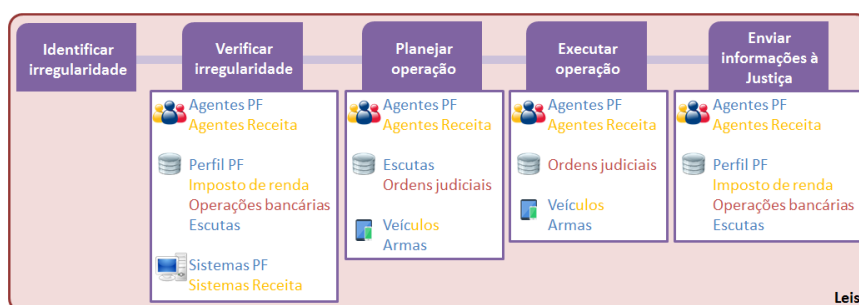 Identificar
irregularidade
Verificar
irregularidade
Planejar
operação
Executar
operação
Enviar
informações à
Justiça
Agentes PF
Agentes Receita
Perfil PF
Imposto de renda
Operações bancárias
Escutas
Sistemas PF
Sistemas Receita
Agentes PF
Agentes Receita
Escutas
Ordens judiciais
Veículos
Armas
Agentes PF
Agentes Receita
Ordens judiciais
Veículos
Armas
Agentes PF
Agentes Receita
Perfil PF
Imposto de renda
Operações bancárias
Escutas
Leis